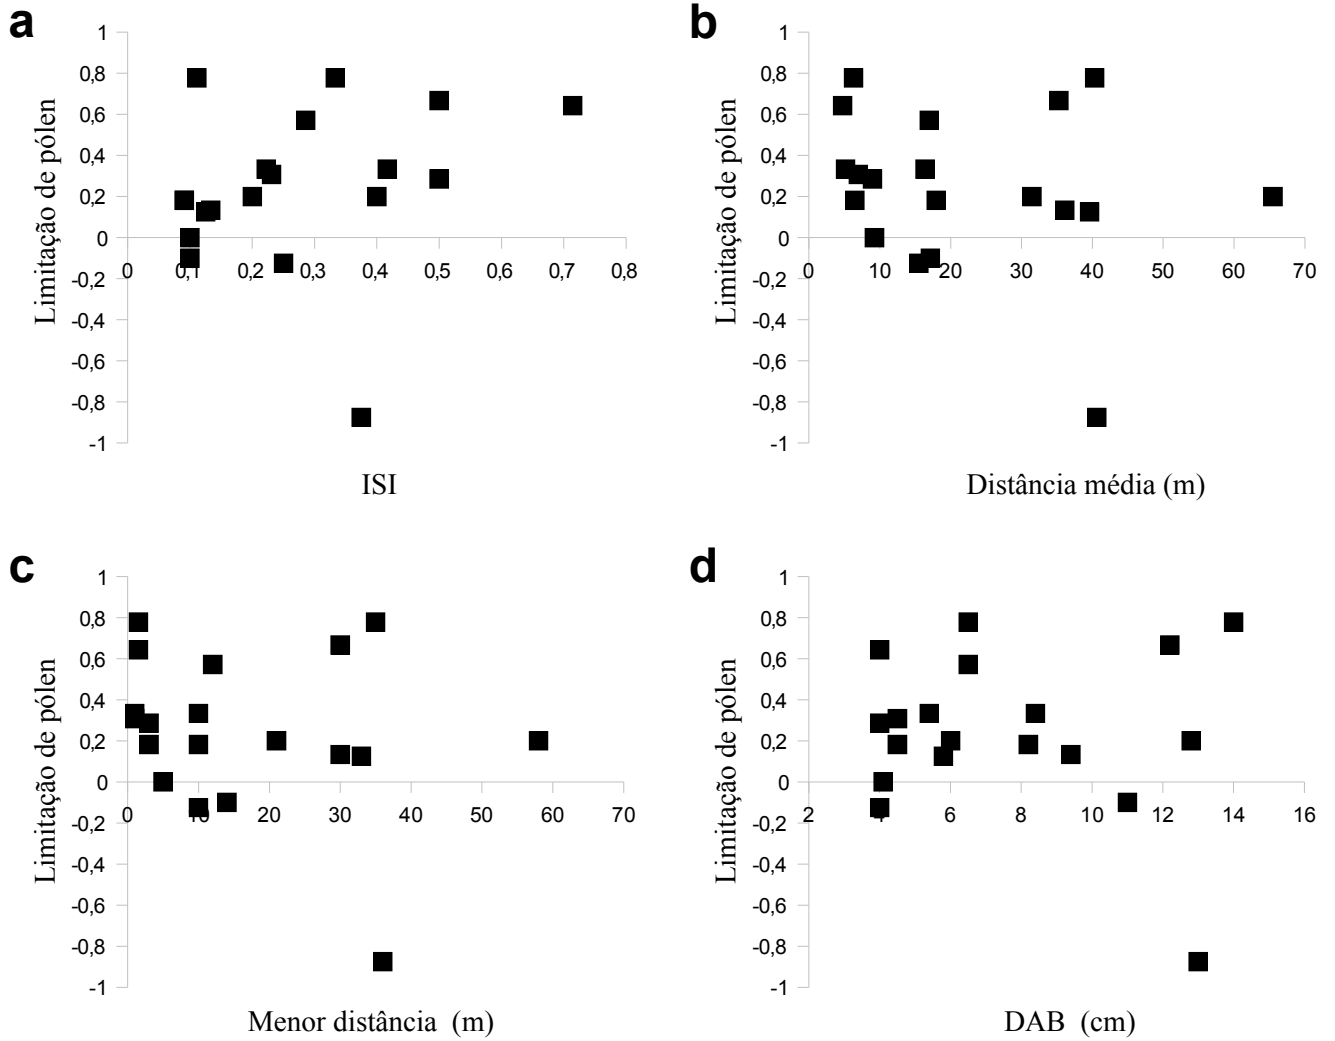 a
1
0,8
0,6
0,4
0,2
0
-0,2
-0,4
-0,6
-0,8
-1
0 0,1 0,2 0,3 0,4 0,5 0,6 0,7 0,8
Limitação de pólen
ISI
b
1
0,8
0,6
0,4
0,2
0
-0,2
-0,4
-0,6
-0,8
-1
0 10 20 30 40 50 60 70
Limitação de pólen
Distância média (m)
c
1
0,8
0,6
0,4
0,2
0
-0,2
-0,4
-0,6
-0,8
-1
0 10 20 30 40 50 60 70
Limitação de pólen
Menor distância (m)
d
1
0,8
0,6
0,4
0,2
0
-0,2
-0,4
-0,6
-0,8
-1
2 4 6 8 10 12 14 16
Limitação de pólen
DAB (cm)